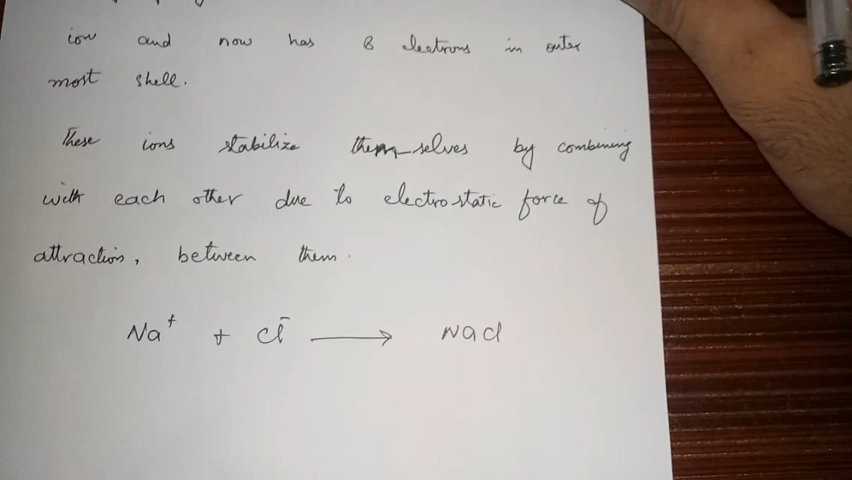 ion and now has 8 electrons in outer
most shell.
These ions stabilize themselves by combining
with each other due to electrostatic force of
attraction, between them.
Na⁺ + Cl⁻ ⟶ NaCl